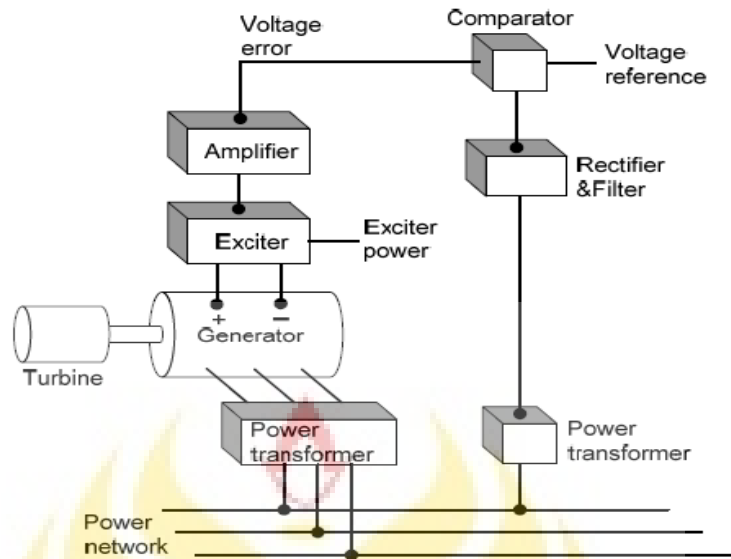 Comparator
Voltage
error
Voltage
reference
Amplifier
Rectifier
&Filter
Exciter
Exciter
power
+ –
Generator
Turbine
Power
transformer
Power
transformer
Power
network